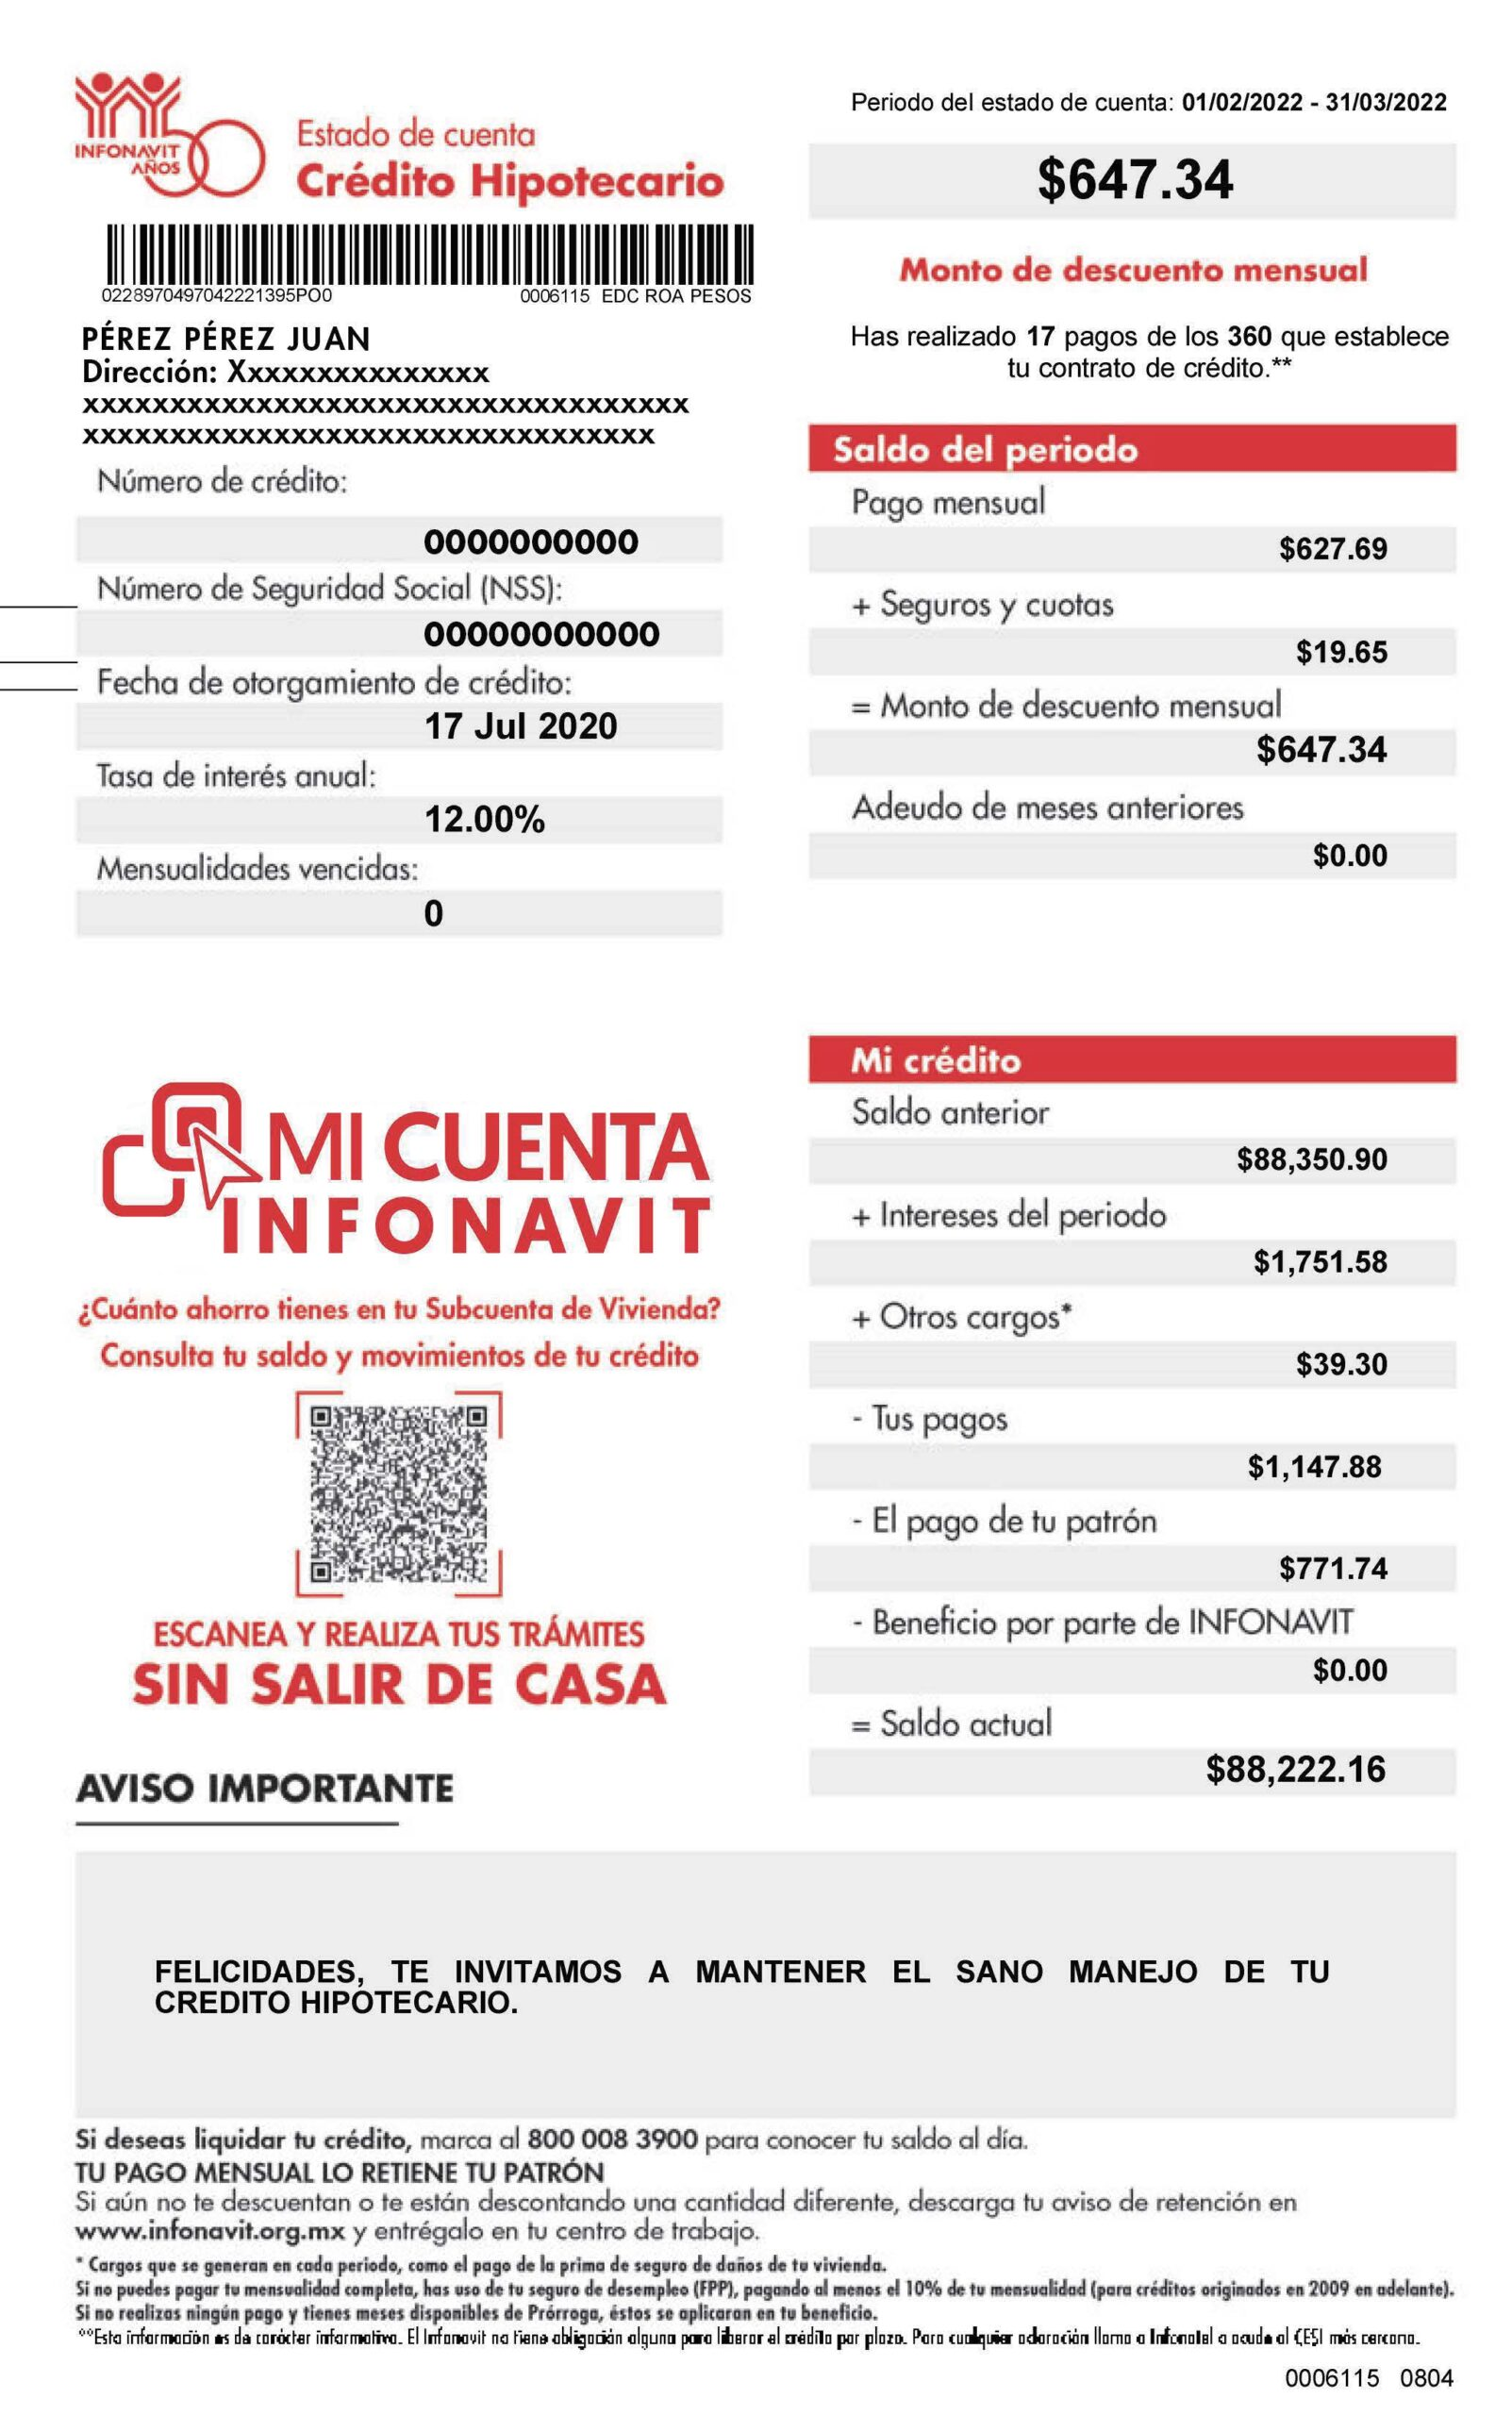 INFONAVIT
AÑOS
Estado de cuenta
Crédito Hipotecario
0228970497042221395PO0
0006115 EDC ROA PESOS
PÉREZ PÉREZ JUAN
Dirección: Xxxxxxxxxxxxxxxx
xxxxxxxxxxxxxxxxxxxxxxxxxxxxxxxxxxx
xxxxxxxxxxxxxxxxxxxxxxxxxxxxxxxxx
Número de crédito:
0000000000
Número de Seguridad Social (NSS):
00000000000
Fecha de otorgamiento de crédito:
17 Jul 2020
Tasa de interés anual:
12.00%
Mensualidades vencidas:
0
Periodo del estado de cuenta: 01/02/2022 - 31/03/2022
$647.34
Monto de descuento mensual
Has realizado 17 pagos de los 360 que establece
tu contrato de crédito.**
Saldo del periodo
Pago mensual
$627.69
+ Seguros y cuotas
$19.65
= Monto de descuento mensual
$647.34
Adeudo de meses anteriores
$0.00
MI CUENTA
INFONAVIT
¿Cuánto ahorro tienes en tu Subcuenta de Vivienda?
Consulta tu saldo y movimientos de tu crédito
ESCANEA Y REALIZA TUS TRÁMITES
SIN SALIR DE CASA
Mi crédito
Saldo anterior
$88,350.90
+ Intereses del periodo
$1,751.58
+ Otros cargos*
$39.30
- Tus pagos
$1,147.88
- El pago de tu patrón
$771.74
- Beneficio por parte de INFONAVIT
$0.00
= Saldo actual
$88,222.16
AVISO IMPORTANTE
FELICIDADES, TE INVITAMOS A MANTENER EL SANO MANEJO DE TU
CREDITO HIPOTECARIO.
Si deseas liquidar tu crédito, marca al 800 008 3900 para conocer tu saldo al día.
TU PAGO MENSUAL LO RETIENE TU PATRÓN
Si aún no te descuentan o te están descontando una cantidad diferente, descarga tu aviso de retención en
www.infonavit.org.mx y entrégalo en tu centro de trabajo.
* Cargos que se generan en cada periodo, como el pago de la prima de seguro de daños de tu vivienda.
Si no puedes pagar tu mensualidad completa, has uso de tu seguro de desempleo (FPP), pagando al menos el 10% de tu mensualidad (para créditos originados en 2009 en adelante).
Si no realizas ningún pago y tienes meses disponibles de Prórroga, éstos se aplicaran en tu beneficio.
**Esta información es de carácter informativo. El Infonavit no tiene obligación alguna para liberar el crédito por plazo. Para cualquier aclaración llama a Infonatel o acude al CESI más cercano.
0006115 0804